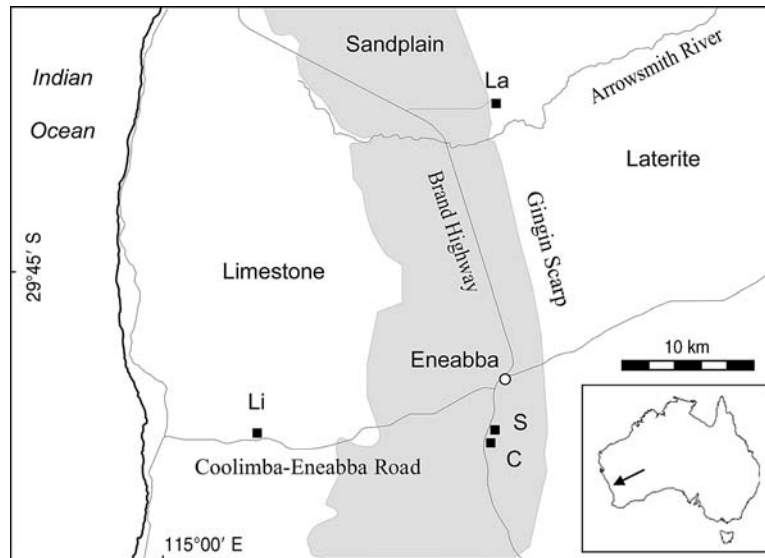 Sandplain
Indian
Ocean
La
Arrowsmith River
Laterite
Brand Highway
Gingin Scarp
29°45′ S
Limestone
10 km
Eneabba
Li
S
C
Coolimba-Eneabba Road
115°00′ E